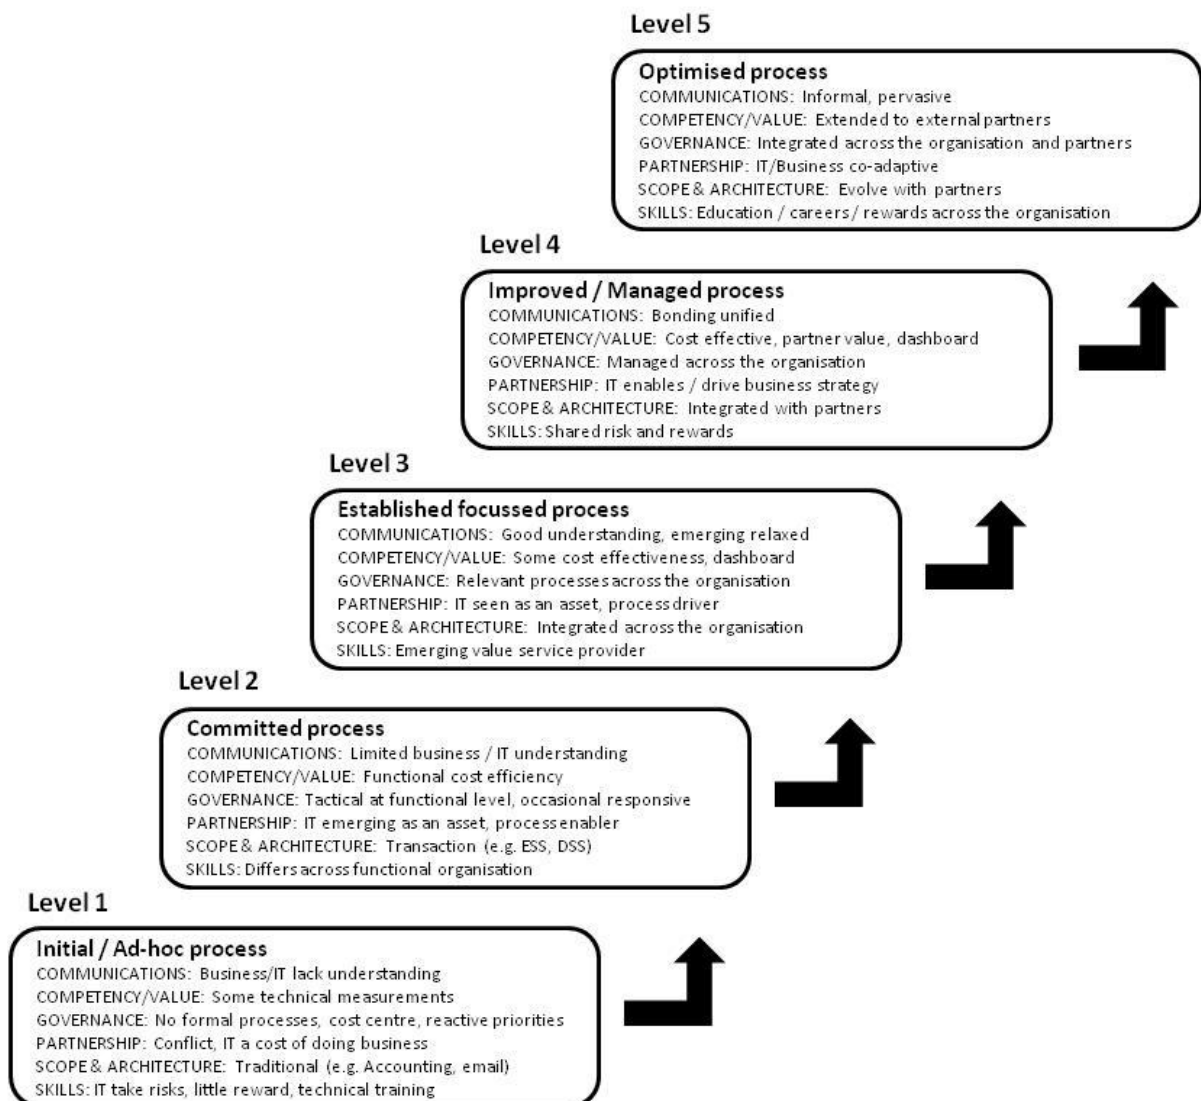 Level 5
Optimised process
COMMUNICATIONS: Informal, pervasive
COMPETENCY/VALUE: Extended to external partners
GOVERNANCE: Integrated across the organisation and partners
PARTNERSHIP: IT/Business co-adaptive
SCOPE & ARCHITECTURE: Evolve with partners
SKILLS: Education / careers / rewards across the organisation
Level 4
Improved / Managed process
COMMUNICATIONS: Bonding unified
COMPETENCY/VALUE: Cost effective, partner value, dashboard
GOVERNANCE: Managed across the organisation
PARTNERSHIP: IT enables / drive business strategy
SCOPE & ARCHITECTURE: Integrated with partners
SKILLS: Shared risk and rewards
Level 3
Established focussed process
COMMUNICATIONS: Good understanding, emerging relaxed
COMPETENCY/VALUE: Some cost effectiveness, dashboard
GOVERNANCE: Relevant processes across the organisation
PARTNERSHIP: IT seen as an asset, process driver
SCOPE & ARCHITECTURE: Integrated across the organisation
SKILLS: Emerging value service provider
Level 2
Committed process
COMMUNICATIONS: Limited business / IT understanding
COMPETENCY/VALUE: Functional cost efficiency
GOVERNANCE: Tactical at functional level, occasional responsive
PARTNERSHIP: IT emerging as an asset, process enabler
SCOPE & ARCHITECTURE: Transaction (e.g. ESS, DSS)
SKILLS: Differs across functional organisation
Level 1
Initial / Ad-hoc process
COMMUNICATIONS: Business/IT lack understanding
COMPETENCY/VALUE: Some technical measurements
GOVERNANCE: No formal processes, cost centre, reactive priorities
PARTNERSHIP: Conflict, IT a cost of doing business
SCOPE & ARCHITECTURE: Traditional (e.g. Accounting, email)
SKILLS: IT take risks, little reward, technical training